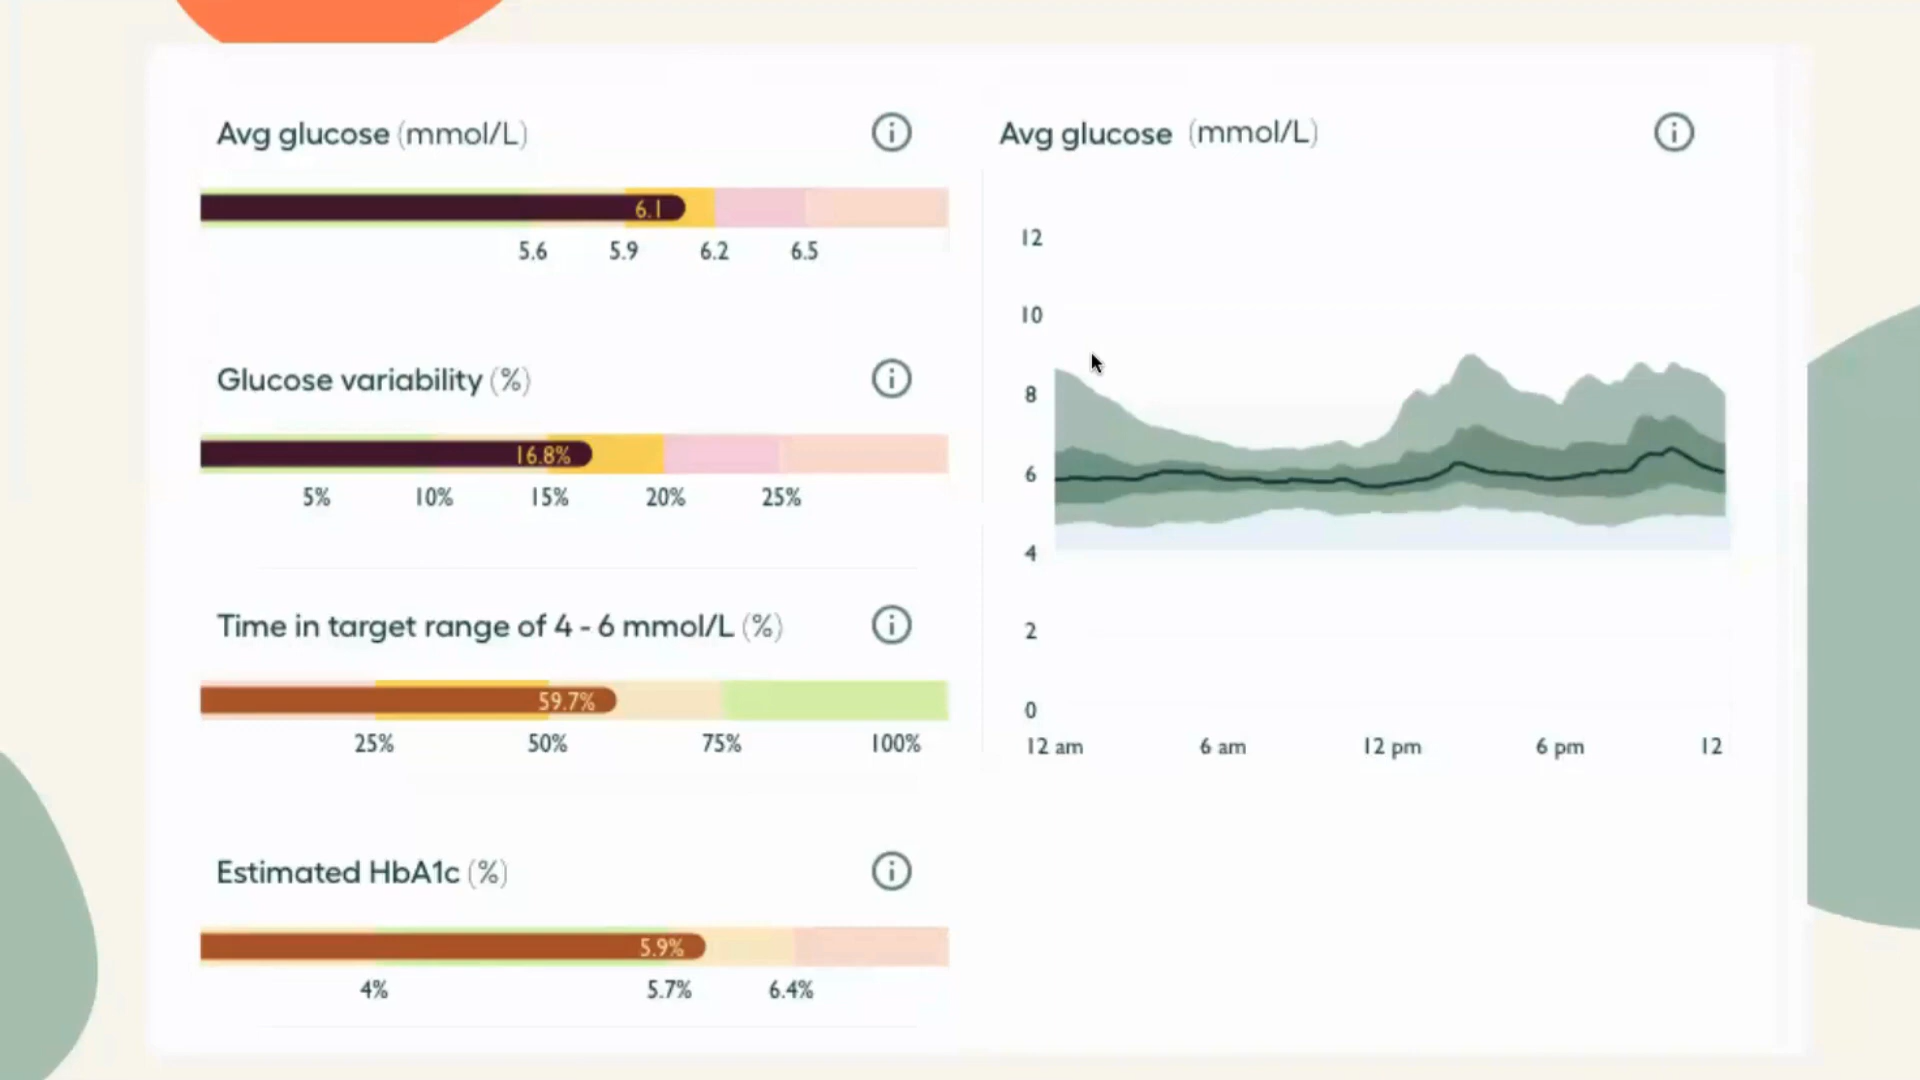 Avg glucose (mmol/L)
6.1
5.6 5.9 6.2 6.5
Glucose variability (%)
16.8%
5% 10% 15% 20% 25%
Time in target range of 4 - 6 mmol/L (%)
59.7%
25% 50% 75% 100%
Estimated HbA1c (%)
5.9%
4% 5.7% 6.4%
Avg glucose (mmol/L)
12
10
8
6
4
2
0
12 am 6 am 12 pm 6 pm 12